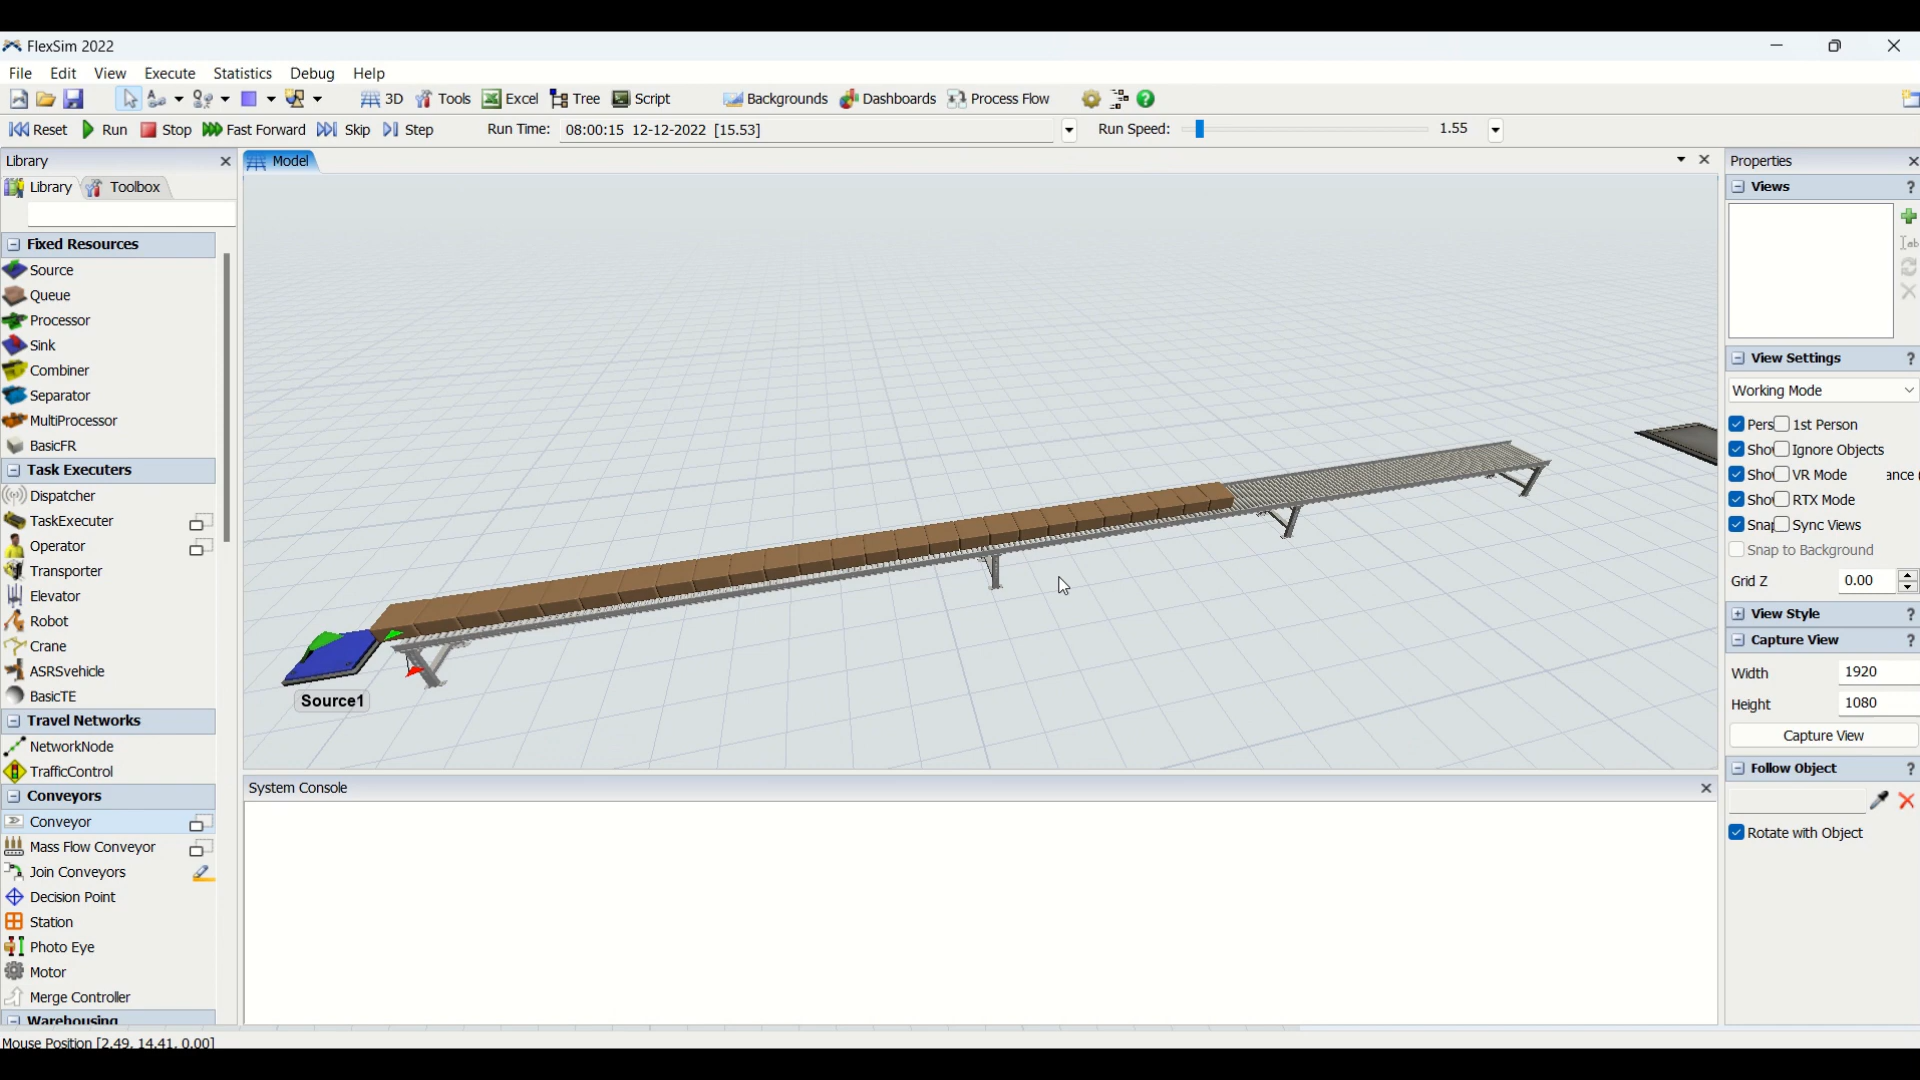 FlexSim 2022
File Edit View Execute Statistics Debug Help
3D Tools Excel Tree Script Backgrounds Dashboards Process Flow
Reset Run Stop Fast Forward Skip Step Run Time: 08:00:15 12-12-2022 [15.53] Run Speed: 1.55
Library
Library Toolbox
Fixed Resources
Source
Queue
Processor
Sink
Combiner
Separator
MultiProcessor
BasicFR
Task Executers
Dispatcher
TaskExecuter
Operator
Transporter
Elevator
Robot
Crane
ASRSvehicle
BasicTE
Travel Networks
NetworkNode
TrafficControl
Conveyors
Conveyor
Mass Flow Conveyor
Join Conveyors
Decision Point
Station
Photo Eye
Motor
Merge Controller
Warehousing
Mouse Position [2.49, 14.41, 0.00]
Model
Source1
System Console
Properties
Views
View Settings
Working Mode
Pers 1st Person
Sho Ignore Objects
Sho VR Mode ance (
Sho RTX Mode
Snap Sync Views
Snap to Background
Grid Z 0.00
View Style
Capture View
Width 1920
Height 1080
Capture View
Follow Object
Rotate with Object